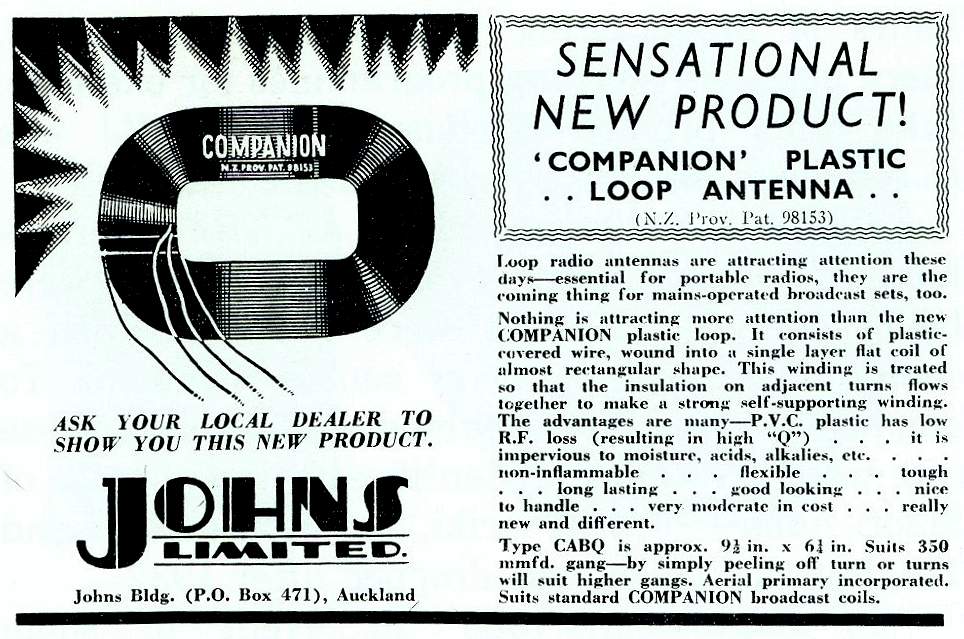 COMPANION
N.Z. PROV. PAT. 98153
ASK YOUR LOCAL DEALER TO
SHOW YOU THIS NEW PRODUCT.
JOHNS
LIMITED.
Johns Bldg. (P.O. Box 471), Auckland
SENSATIONAL
NEW PRODUCT!
‘COMPANION’ PLASTIC
. . LOOP ANTENNA . .
(N.Z. Prov. Pat. 98153)
Loop radio antennas are attracting attention these
days—essential for portable radios, they are the
coming thing for mains-operated broadcast sets, too.
Nothing is attracting more attention than the new
COMPANION plastic loop. It consists of plastic-
covered wire, wound into a single layer flat coil of
almost rectangular shape. This winding is treated
so that the insulation on adjacent turns flows
together to make a strong self-supporting winding.
The advantages are many—P.V.C. plastic has low
R.F. loss (resulting in high “Q”) . . . it is
impervious to moisture, acids, alkalies, etc. . . .
non-inflammable . . . flexible . . . tough
. . . long lasting . . . good looking . . . nice
to handle . . . very moderate in cost . . . really
new and different.
Type CABQ is approx. 9½ in. x 6¼ in. Suits 350
mmfd. gang—by simply peeling off turn or turns
will suit higher gangs. Aerial primary incorporated.
Suits standard COMPANION broadcast coils.